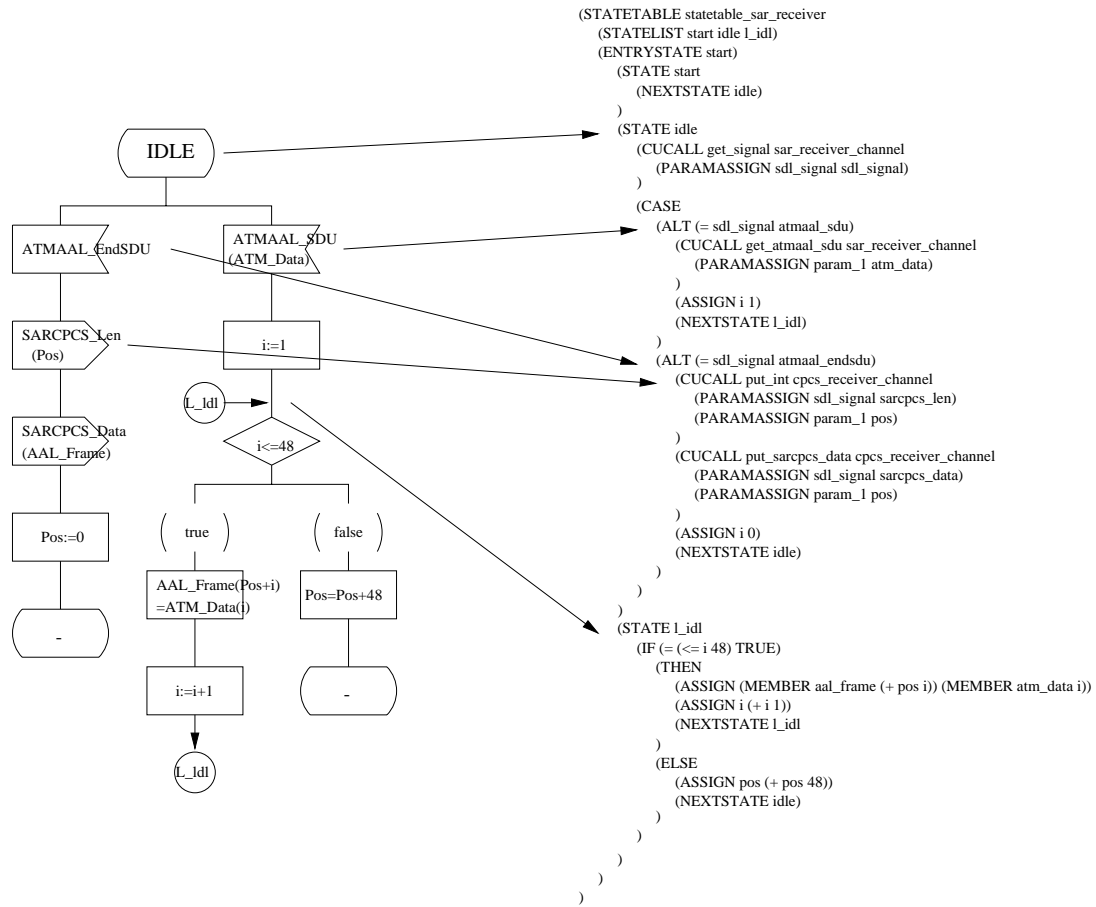 IDLE
ATMAAL_EndSDU
ATMAAL_SDU
(ATM_Data)
SARCPCS_Len
(Pos)
i:=1
L_ldl
SARCPCS_Data
(AAL_Frame)
i<=48
Pos:=0
true
false
AAL_Frame(Pos+i)
=ATM_Data(i)
Pos=Pos+48
-
i:=i+1
-
L_ldl
(STATETABLE statetable_sar_receiver
(STATELIST start idle l_idl)
(ENTRYSTATE start)
(STATE start
(NEXTSTATE idle)
)
(STATE idle
(CUCALL get_signal sar_receiver_channel
(PARAMASSIGN sdl_signal sdl_signal)
)
(CASE
(ALT (= sdl_signal atmaal_sdu)
(CUCALL get_atmaal_sdu sar_receiver_channel
(PARAMASSIGN param_1 atm_data)
)
(ASSIGN i 1)
(NEXTSTATE l_idl)
)
(ALT (= sdl_signal atmaal_endsdu)
(CUCALL put_int cpcs_receiver_channel
(PARAMASSIGN sdl_signal sarcpcs_len)
(PARAMASSIGN param_1 pos)
)
(CUCALL put_sarcpcs_data cpcs_receiver_channel
(PARAMASSIGN sdl_signal sarcpcs_data)
(PARAMASSIGN param_1 pos)
)
(ASSIGN i 0)
(NEXTSTATE idle)
)
)
)
(STATE l_idl
(IF (= (<= i 48) TRUE)
(THEN
(ASSIGN (MEMBER aal_frame (+ pos i)) (MEMBER atm_data i))
(ASSIGN i (+ i 1))
(NEXTSTATE l_idl
)
(ELSE
(ASSIGN pos (+ pos 48))
(NEXTSTATE idle)
)
)
)
)
)